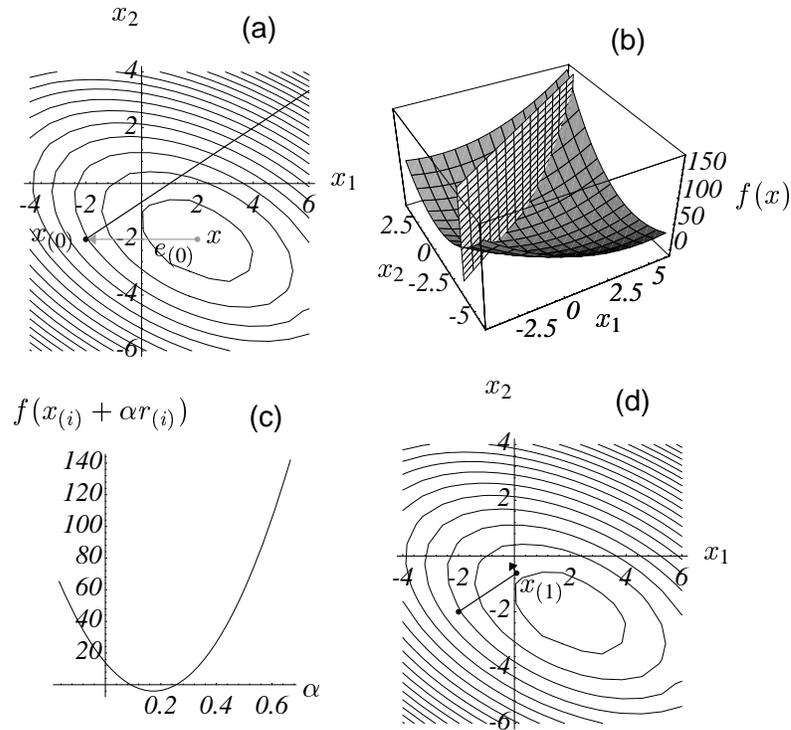 (a)
x2
4
2
-4 -2 2 4 6 x1
x(0) -2 e(0) x
-4
-6
(b)
150
100
50
0
f(x)
2.5
0
-2.5
-5
x2
-2.5 0 2.5 5
x1
(c)
f(x(i) + αr(i))
140
120
100
80
60
40
20
0.2 0.4 0.6 α
(d)
x2
4
2
-4 -2 2 4 6 x1
x(1)
-2
-4
-6